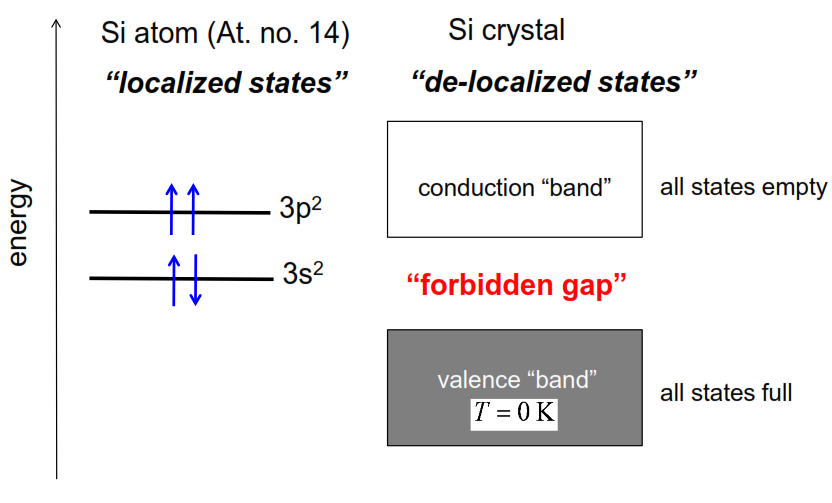 Si atom (At. no. 14)
“localized states”
Si crystal
“de-localized states”
energy
3p²
3s²
conduction “band”
all states empty
“forbidden gap”
valence “band”
T = 0 K
all states full